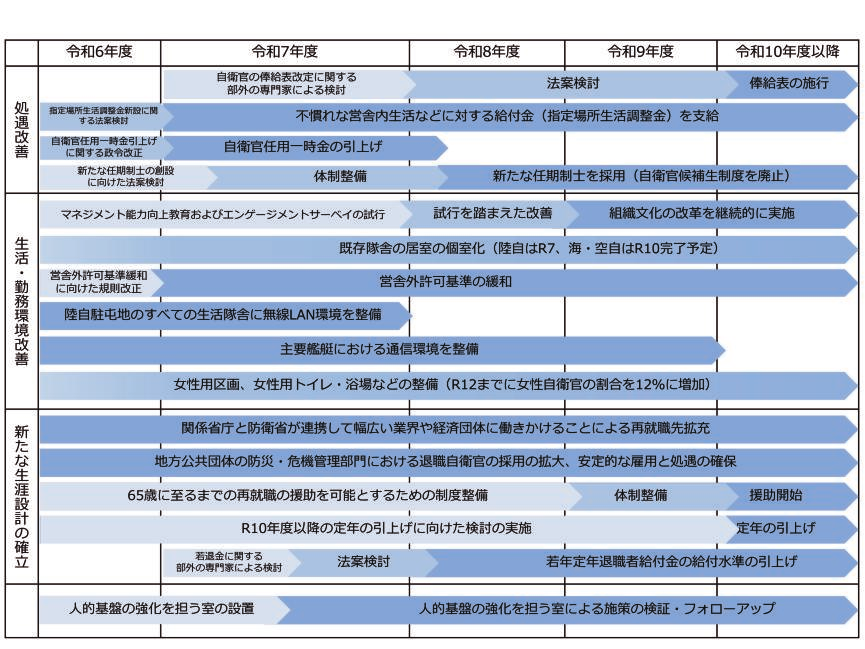 令和6年度 令和7年度 令和8年度 令和9年度 令和10年度以降
処遇改善
自衛官の俸給表改定に関する
部外の専門家による検討
法案検討
俸給表の施行
指定場所生活調整金新設に関
する法案検討
不慣れな営舎内生活などに対する給付金（指定場所生活調整金）を支給
自衛官任用一時金引上げ
に関する政令改正
自衛官任用一時金の引上げ
新たな任期制士の創設
に向けた法案検討
体制整備
新たな任期制士を採用（自衛官候補生制度を廃止）
生活・勤務環境改善
マネジメント能力向上教育およびエンゲージメントサーベイの試行
試行を踏まえた改善
組織文化の改革を継続的に実施
既存隊舎の居室の個室化（陸自はR7、海・空自はR10完了予定）
営舎外許可基準緩和
に向けた規則改正
営舎外許可基準の緩和
陸自駐屯地のすべての生活隊舎に無線LAN環境を整備
主要艦艇における通信環境を整備
女性用区画、女性用トイレ・浴場などの整備（R12までに女性自衛官の割合を12%に増加）
新たな生涯設計の確立
関係省庁と防衛省が連携して幅広い業界や経済団体に働きかけることによる再就職先拡充
地方公共団体の防災・危機管理部門における退職自衛官の採用の拡大、安定的な雇用と処遇の確保
65歳に至るまでの再就職の援助を可能とするための制度整備
体制整備
援助開始
R10年度以降の定年の引上げに向けた検討の実施
定年の引上げ
若退金に関する
部外の専門家による検討
法案検討
若年定年退職者給付金の給付水準の引上げ
人的基盤の強化を担う室の設置
人的基盤の強化を担う室による施策の検証・フォローアップ